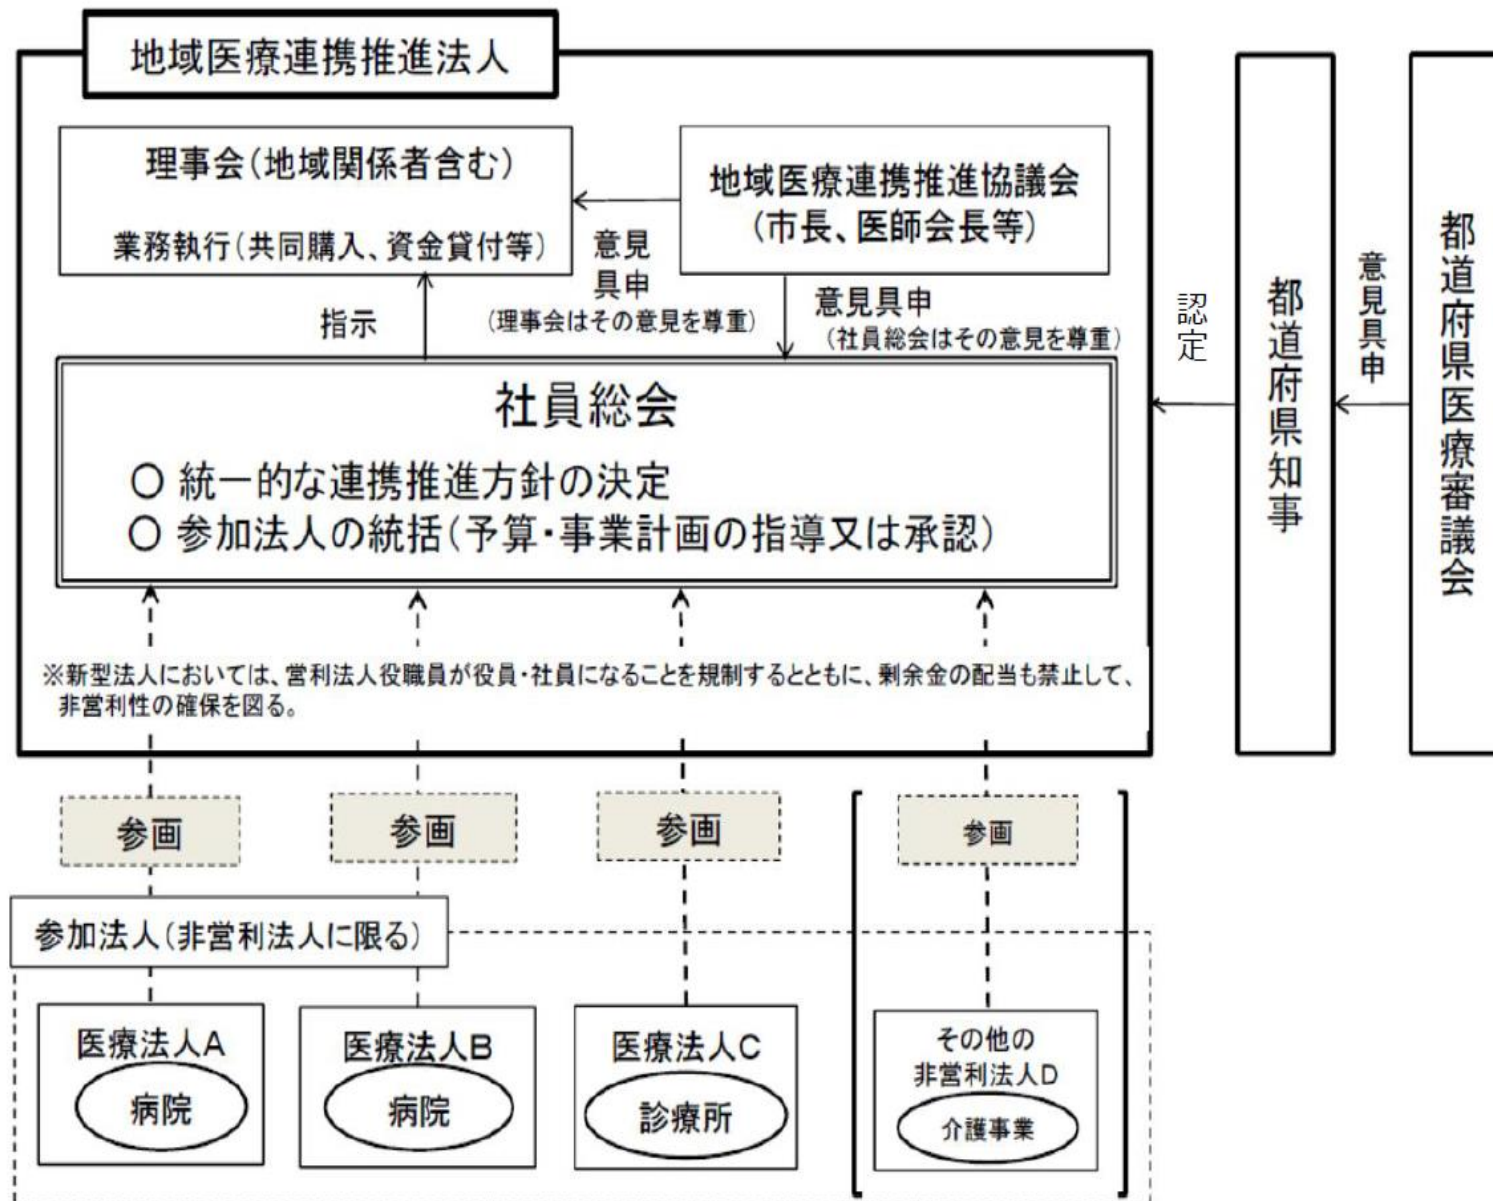 地域医療連携推進法人
理事会(地域関係者含む)
業務執行(共同購入、資金貸付等)
地域医療連携推進協議会
(市長、医師会長等)
意見
具申
(理事会はその意見を尊重)
指示
意見具申
(社員総会はその意見を尊重)
社員総会
○ 統一的な連携推進方針の決定
○ 参加法人の統括(予算・事業計画の指導又は承認)
※新型法人においては、営利法人役職員が役員・社員になることを規制するとともに、剰余金の配当も禁止して、
非営利性の確保を図る。
認定
都道府県知事
意見具申
都道府県医療審議会
参画
参画
参画
参画
参加法人(非営利法人に限る)
医療法人A
病院
医療法人B
病院
医療法人C
診療所
その他の
非営利法人D
介護事業